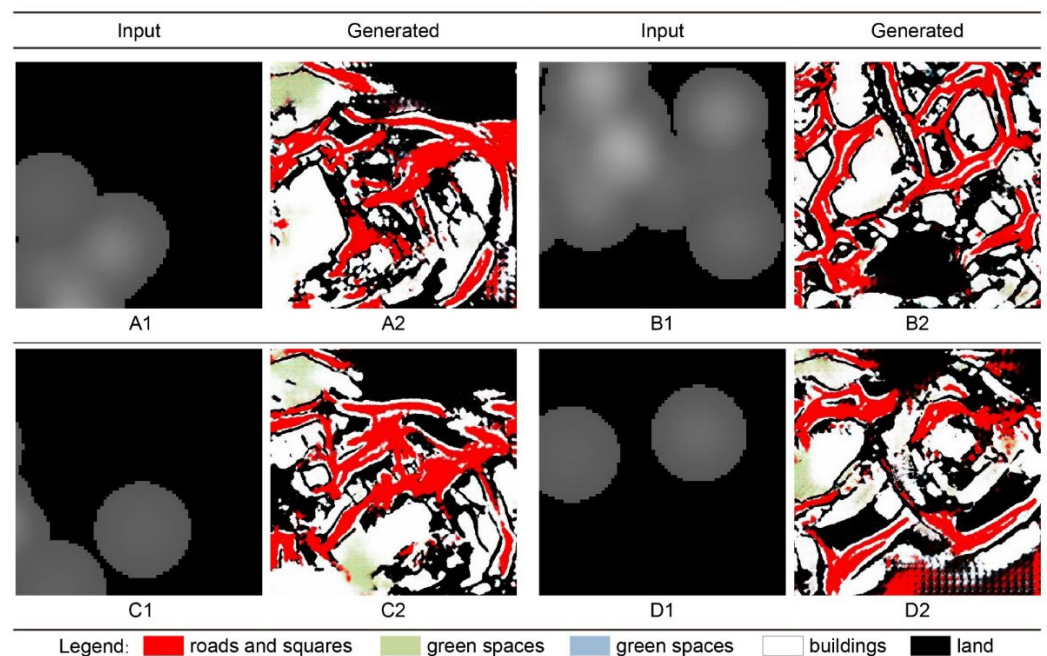 Input Generated Input Generated
A1 A2 B1 B2
C1 C2 D1 D2
Legend: roads and squares green spaces green spaces buildings land